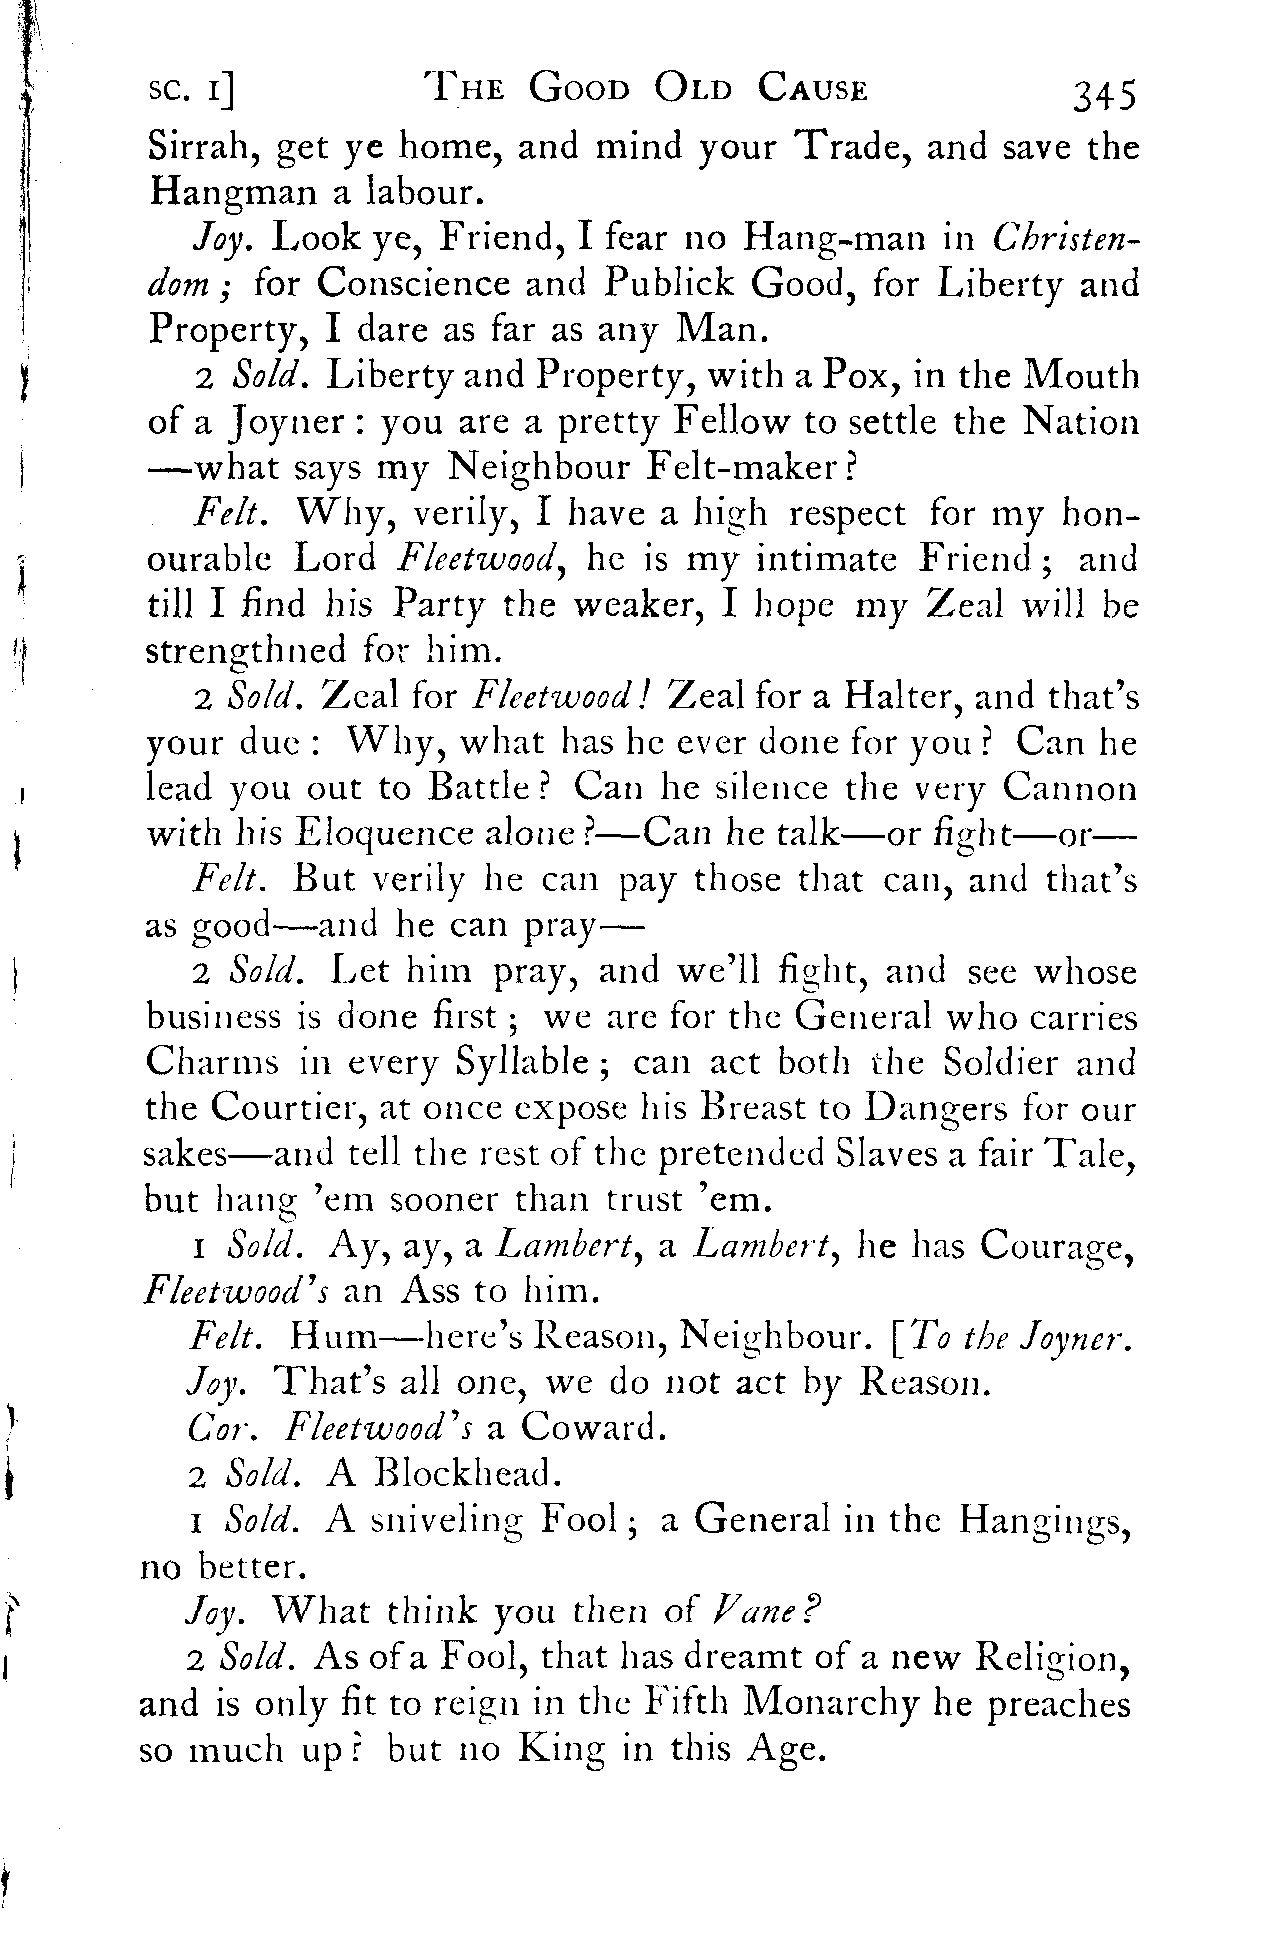 SC. I] THE GOOD OLD CAUSE 345
Sirrah, get ye home, and mind your Trade, and save the
Hangman a labour.
Joy. Look ye, Friend, I fear no Hang-man in Christen-
dom ; for Conscience and Publick Good, for Liberty and
Property, I dare as far as any Man.
2 Sold. Liberty and Property, with a Pox, in the Mouth
of a Joyner : you are a pretty Fellow to settle the Nation
—what says my Neighbour Felt-maker ?
Felt. Why, verily, I have a high respect for my hon-
ourable Lord Fleetwood, he is my intimate Friend ; and
till I find his Party the weaker, I hope my Zeal will be
strengthned for him.
2 Sold. Zeal for Fleetwood ! Zeal for a Halter, and that's
your due : Why, what has he ever done for you ? Can he
lead you out to Battle ? Can he silence the very Cannon
with his Eloquence alone ?—Can he talk—or fight—or—
Felt. But verily he can pay those that can, and that's
as good—and he can pray—
2 Sold. Let him pray, and we'll fight, and see whose
business is done first ; we are for the General who carries
Charms in every Syllable ; can act both the Soldier and
the Courtier, at once expose his Breast to Dangers for our
sakes—and tell the rest of the pretended Slaves a fair Tale,
but hang 'em sooner than trust 'em.
1 Sold. Ay, ay, a Lambert, a Lambert, he has Courage,
Fleetwood's an Ass to him.
Felt. Hum—here's Reason, Neighbour. [To the Joyner.
Joy. That's all one, we do not act by Reason.
Cor. Fleetwood's a Coward.
2 Sold. A Blockhead.
1 Sold. A sniveling Fool ; a General in the Hangings,
no better.
Joy. What think you then of Vane ?
2 Sold. As of a Fool, that has dreamt of a new Religion,
and is only fit to reign in the Fifth Monarchy he preaches
so much up ? but no King in this Age.